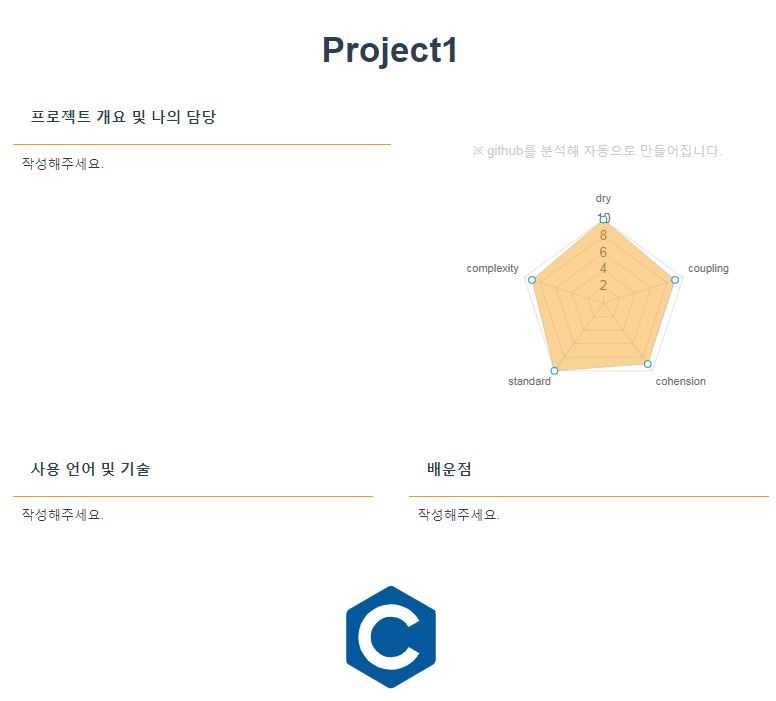 Project1
프로젝트 개요 및 나의 담당
작성해주세요.
※ github를 분석해 자동으로 만들어집니다.
dry
10
8
6
4
2
complexity
coupling
standard
cohension
사용 언어 및 기술
작성해주세요.
배운점
작성해주세요.
C